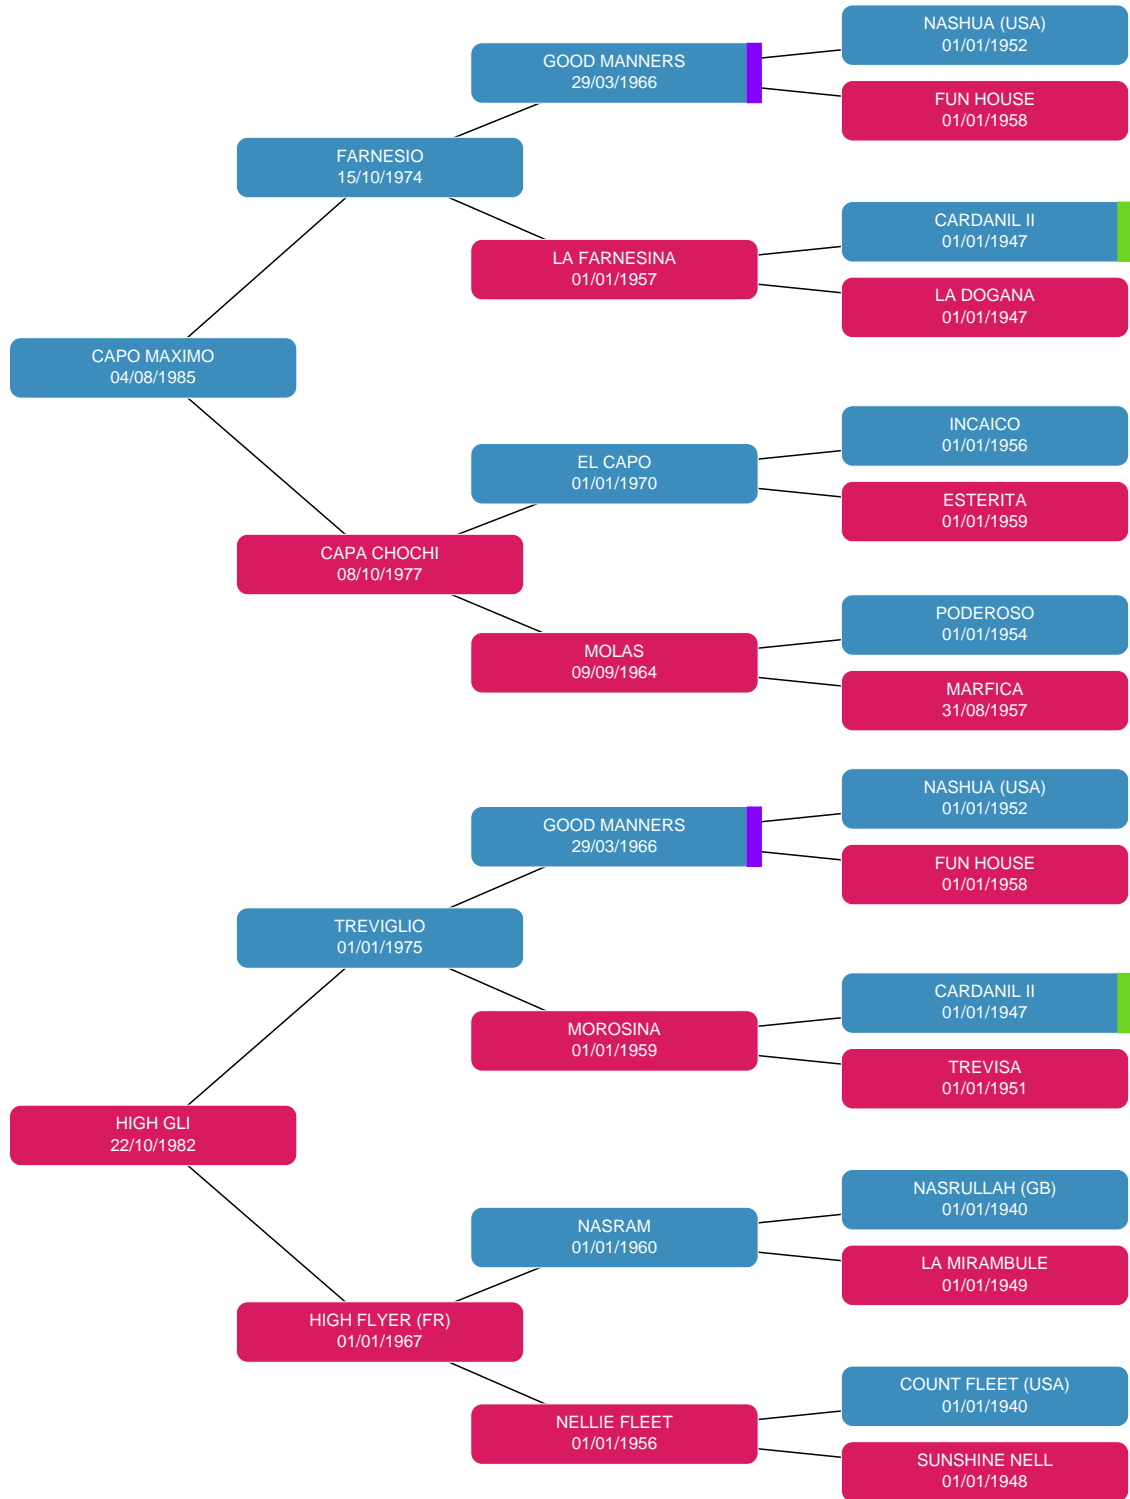 NASHUA (USA)
01/01/1952
GOOD MANNERS
29/03/1966
FUN HOUSE
01/01/1958
FARNESIO
15/10/1974
CARDANIL II
01/01/1947
LA FARNESINA
01/01/1957
LA DOGANA
01/01/1947
CAPO MAXIMO
04/08/1985
INCAICO
01/01/1956
EL CAPO
01/01/1970
ESTERITA
01/01/1959
CAPA CHOCHI
08/10/1977
PODEROSO
01/01/1954
MOLAS
09/09/1964
MARFICA
31/08/1957
NASHUA (USA)
01/01/1952
GOOD MANNERS
29/03/1966
FUN HOUSE
01/01/1958
TREVIGLIO
01/01/1975
CARDANIL II
01/01/1947
MOROSINA
01/01/1959
TREVISA
01/01/1951
HIGH GLI
22/10/1982
NASRULLAH (GB)
01/01/1940
NASRAM
01/01/1960
LA MIRAMBULE
01/01/1949
HIGH FLYER (FR)
01/01/1967
COUNT FLEET (USA)
01/01/1940
NELLIE FLEET
01/01/1956
SUNSHINE NELL
01/01/1948